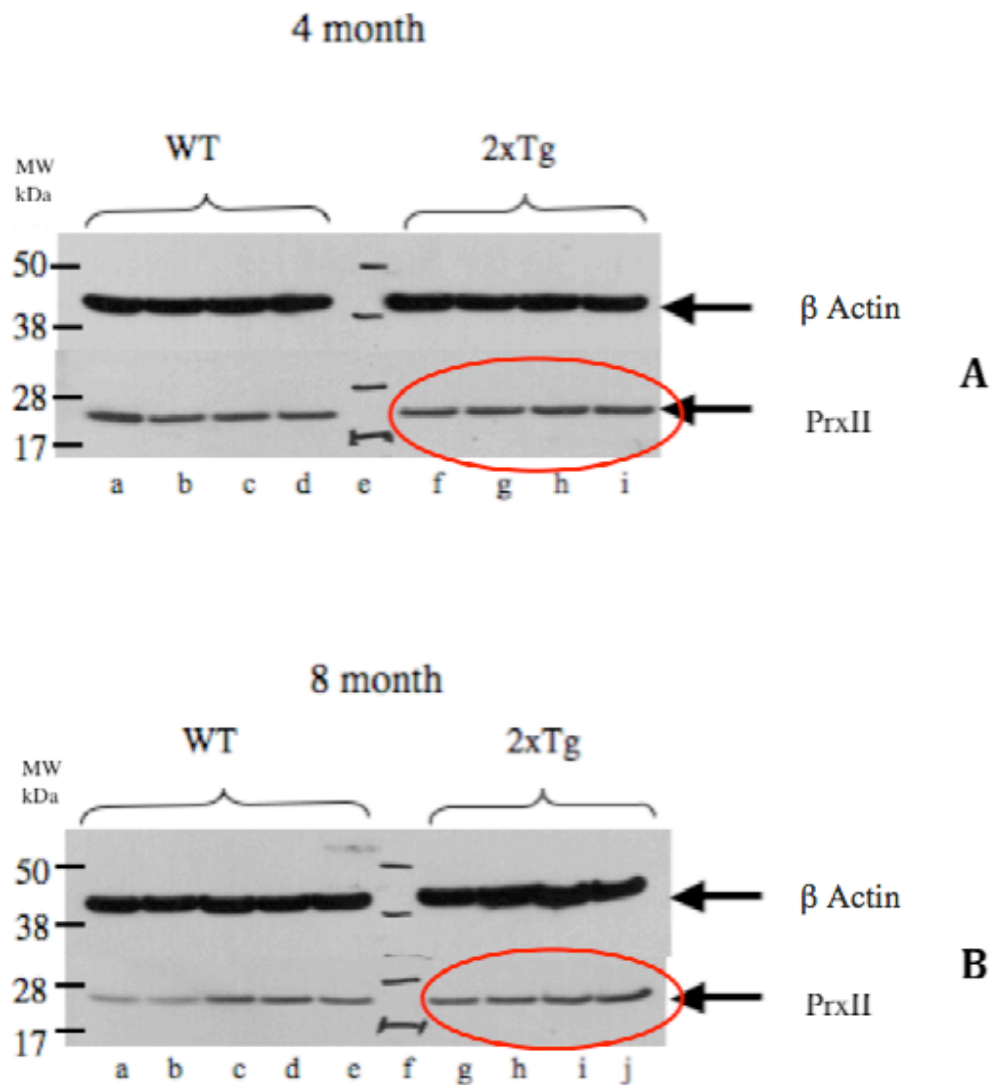 4 month
WT 2xTg
MW
kDa
50
β Actin
38
A
28
PrxII
17
a b c d e f g h i
8 month
WT 2xTg
MW
kDa
50
β Actin
38
B
28
PrxII
17
a b c d e f g h i j